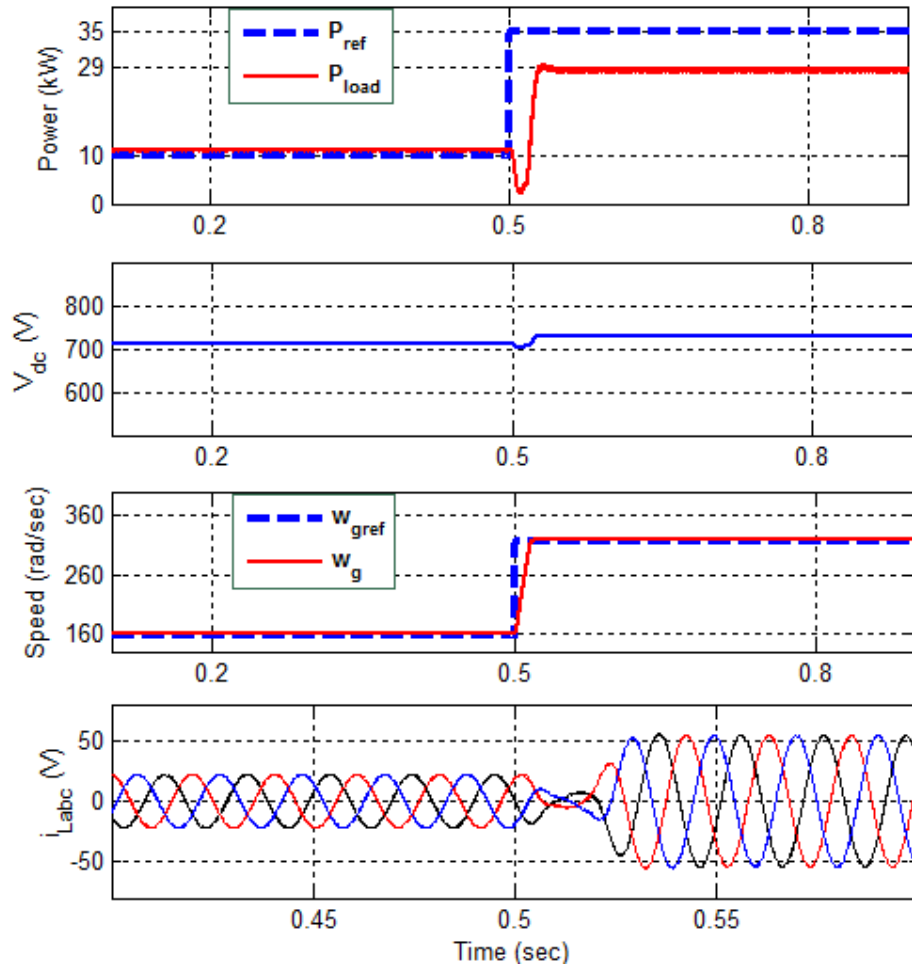 Power (kW)
35
29
10
0
P_ref
P_load
0.2 0.5 0.8
V_dc (V)
800
700
600
0.2 0.5 0.8
Speed (rad/sec)
360
260
160
w_gref
w_g
0.2 0.5 0.8
i_Labc (V)
50
0
-50
0.45 0.5 0.55
Time (sec)